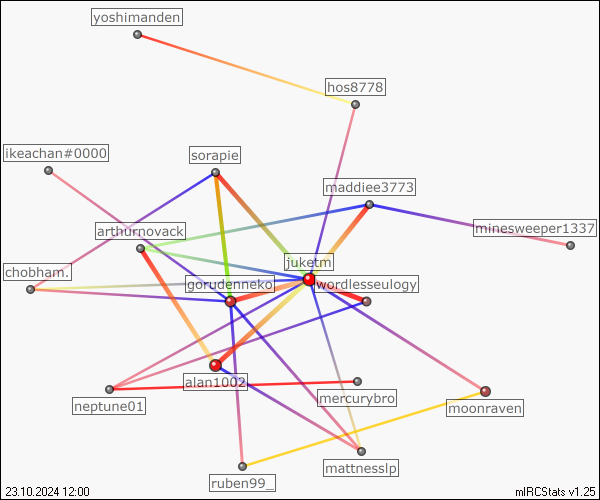 yoshimanden
hos8778
ikeachan#0000
sorapie
maddiee3773
arthurnovack
minesweeper1337
juketm
chobham.
gorudenneko
wordlesseulogy
alan1002
mercurybro
neptune01
moonraven
mattnesslp
ruben99_
23.10.2024 12:00
mIRCStats v1.25